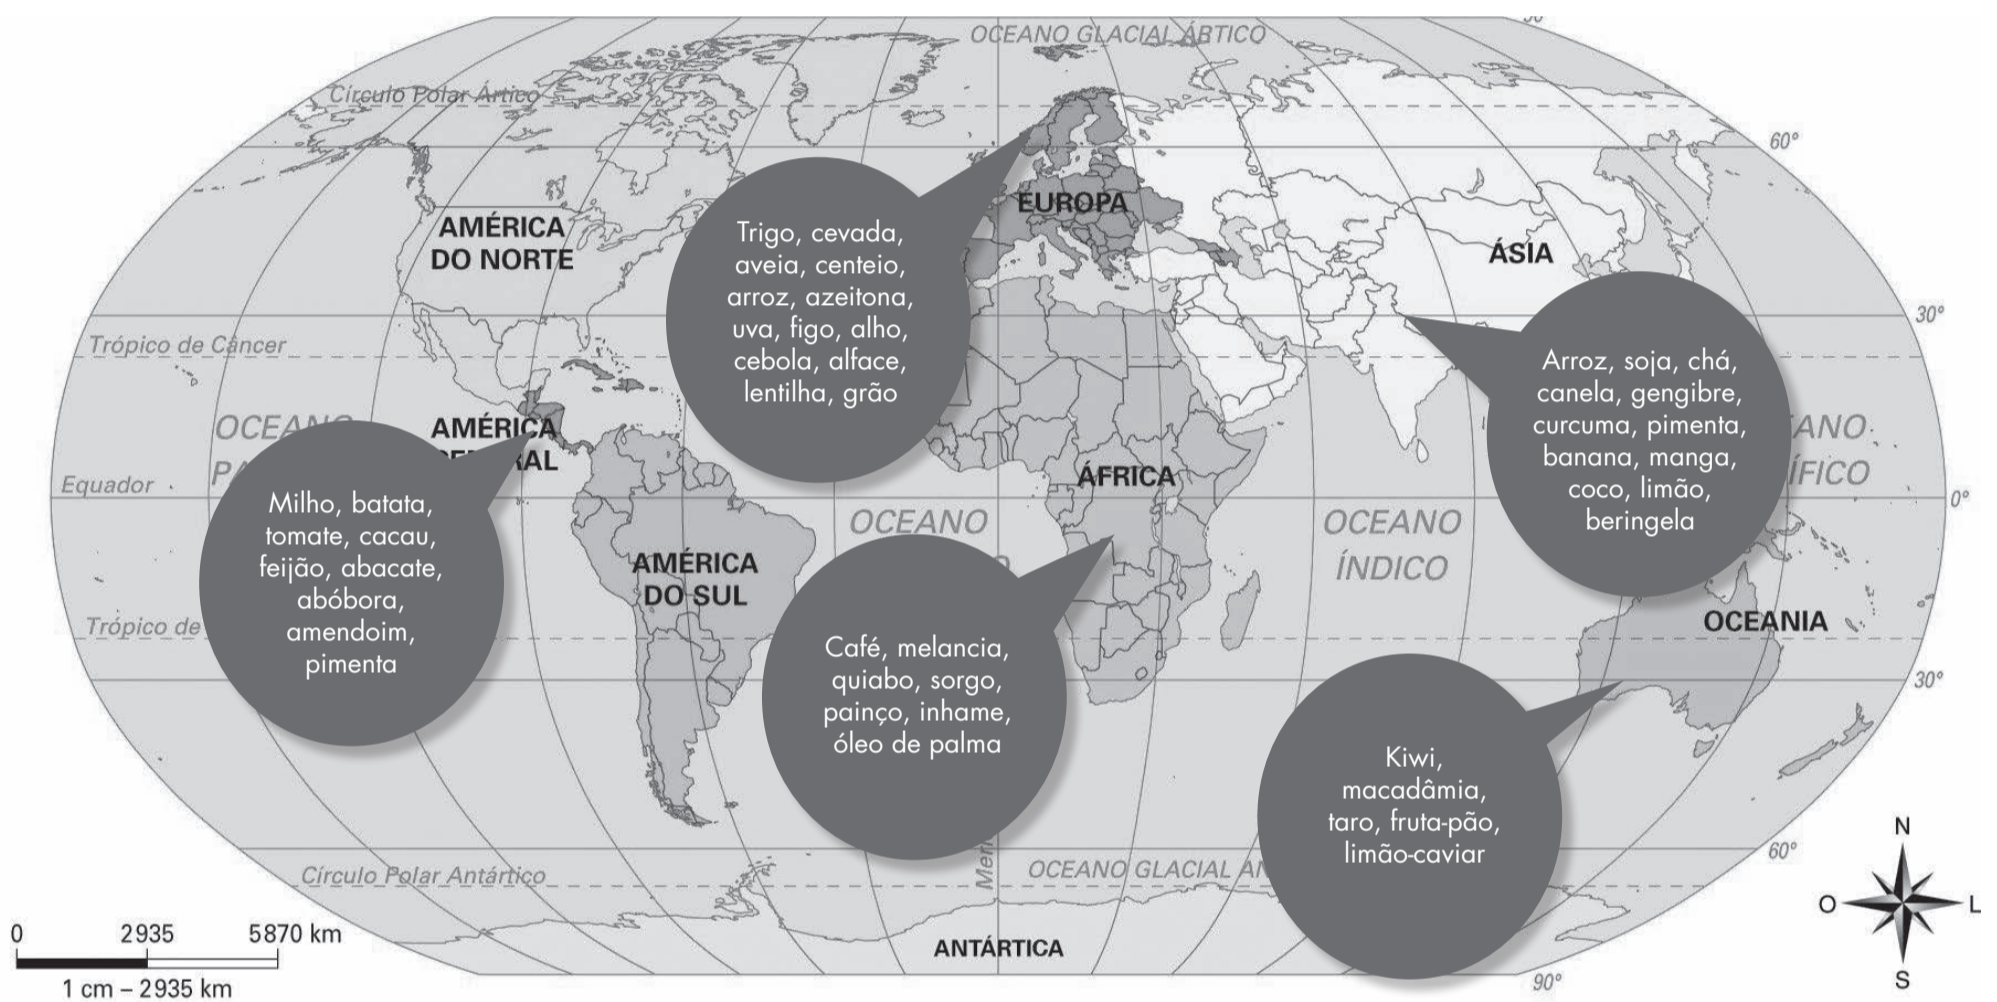 OCEANO GLACIAL ÁRTICO
Círculo Polar Ártico
60°
EUROPA
AMÉRICA
DO NORTE
ÁSIA
Trigo, cevada,
aveia, centeio,
arroz, azeitona,
uva, figo, alho,
cebola, alface,
lentilha, grão
30°
Trópico de Câncer
Arroz, soja, chá,
canela, gengibre,
curcuma, pimenta,
banana, manga,
coco, limão,
beringela
OCEANO
AMÉRICA
ÁFRICA
Equador
0°
Milho, batata,
tomate, cacau,
feijão, abacate,
abóbora,
amendoim,
pimenta
OCEANO
OCEANO
ÍNDICO
AMÉRICA
DO SUL
Trópico de
OCEANIA
Café, melancia,
quiabo, sorgo,
painço, inhame,
óleo de palma
30°
Kiwi,
macadâmia,
taro, fruta-pão,
limão-caviar
60°
Círculo Polar Antártico
OCEANO GLACIAL
ANTÁRTICA
90°
N
O
L
S
0 2935 5870 km
1 cm – 2935 km